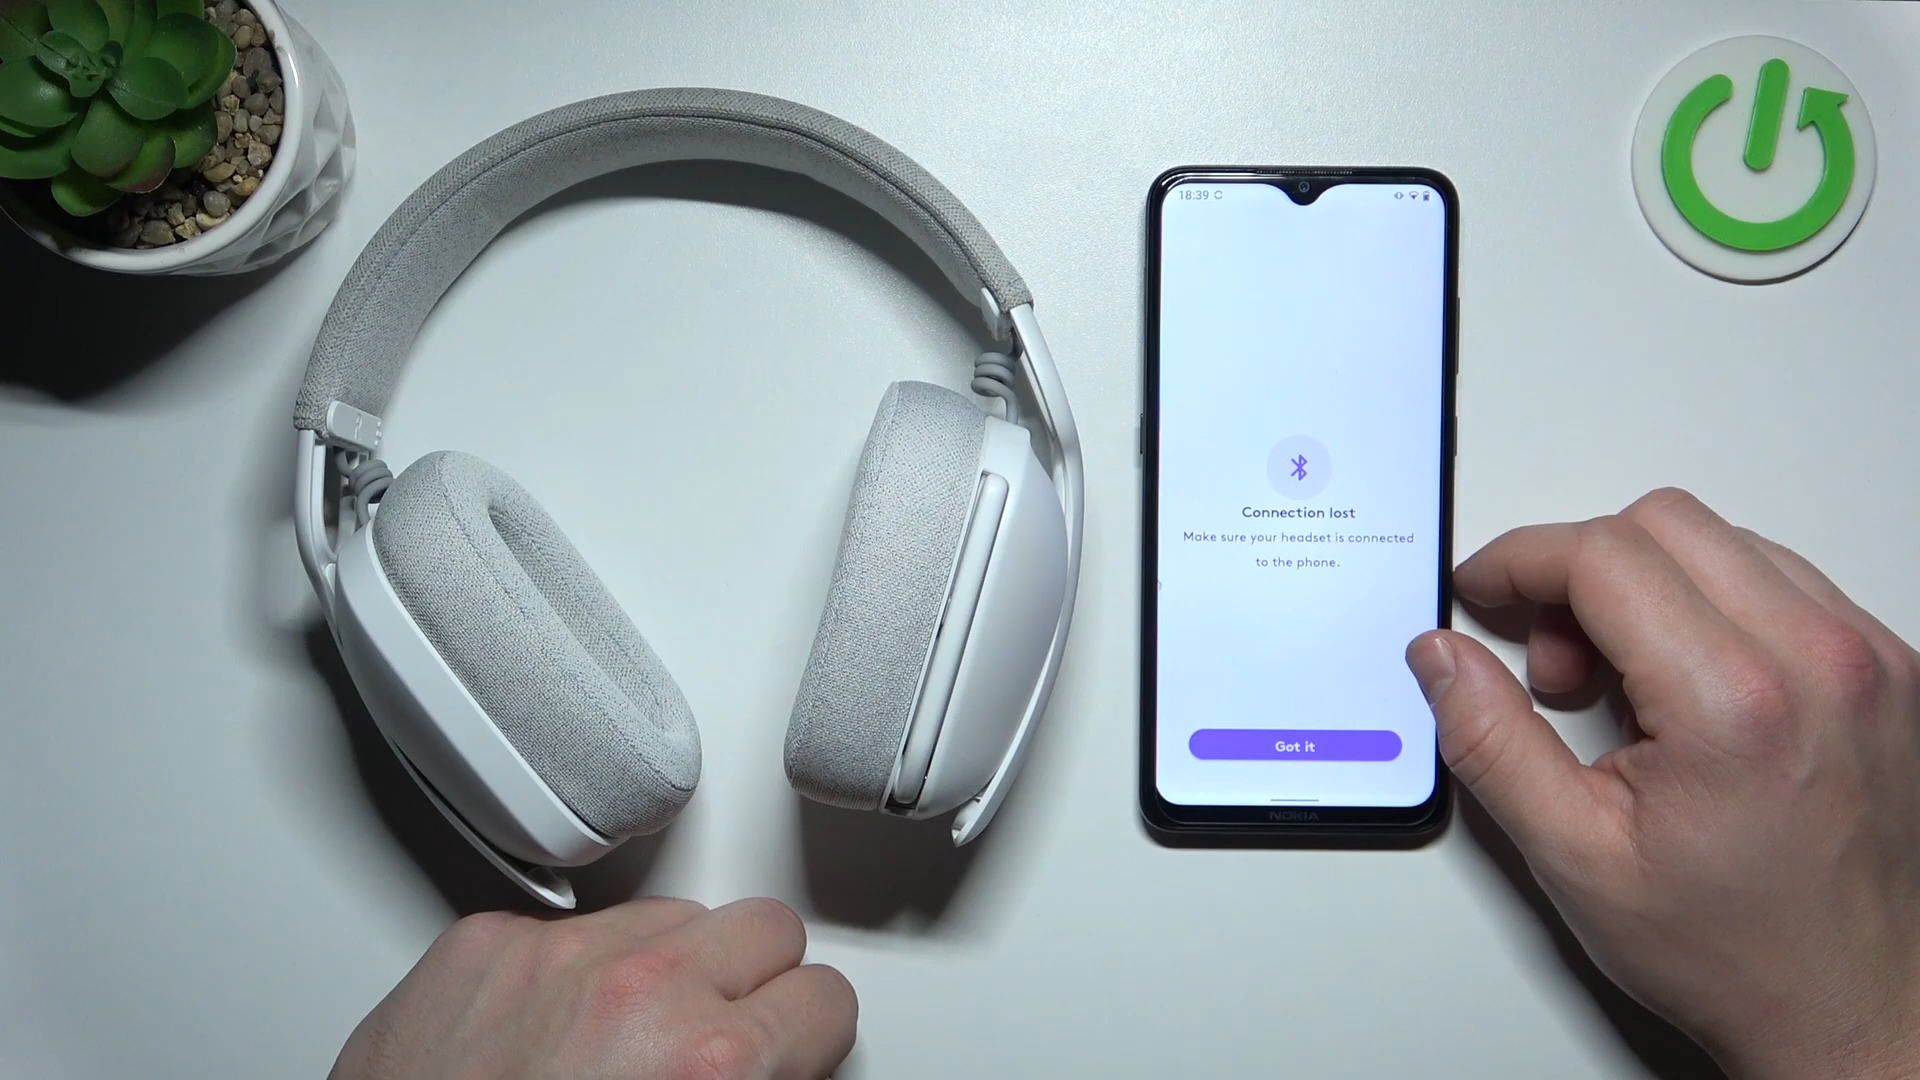 18:39
Connection lost
Make sure your headset is connected
to the phone.
Got it
NOKIA